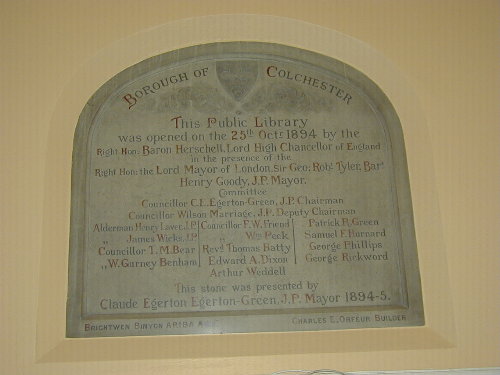 BOROUGH OF COLCHESTER
This Public Library
was opened on the 25th Octr 1894 by the
Right Hon: Baron Herschell, Lord High Chancellor of England
in the presence of the
Right Hon: the Lord Mayor of London, Sir Geo: Robt Tyler, Bart
Henry Goody, J.P. Mayor.
Committee
Councillor C.E. Egerton-Green, J.P. Chairman
Councillor Wilson Marriage, J.P. Deputy Chairman
Alderman Henry Laver, J.P. Councillor F.W. Friend Patrick R. Green
„ James Wicks, J.P. „ Wm Peck Samuel F. Hurnard
Councillor T.M. Bear Revd Thomas Batty George Phillips
„ W. Gurney Benham Edward A. Dixon George Rickword
Arthur Weddell
This stone was presented by
Claude Egerton Egerton-Green, J.P. Mayor 1894-5.
BRIGHTWEN BINYON ARIBA CHARLES E. ORFEUR BUILDER